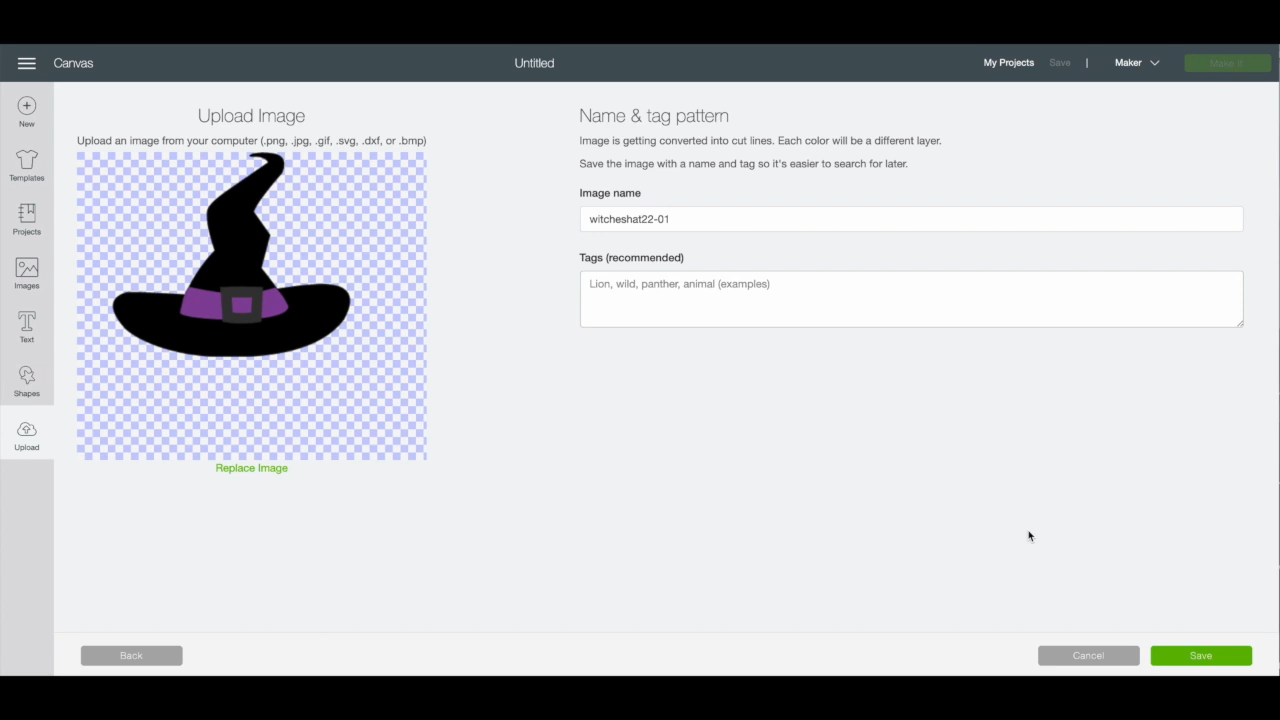 Canvas
Untitled
My Projects Save | Maker Make It
New
Templates
Projects
Images
Text
Shapes
Upload
Upload Image
Upload an image from your computer (.png, .jpg, .gif, .svg, .dxf, or .bmp)
Replace Image
Name & tag pattern
Image is getting converted into cut lines. Each color will be a different layer.
Save the image with a name and tag so it's easier to search for later.
Image name
witcheshat22-01
Tags (recommended)
Lion, wild, panther, animal (examples)
Back
Cancel
Save